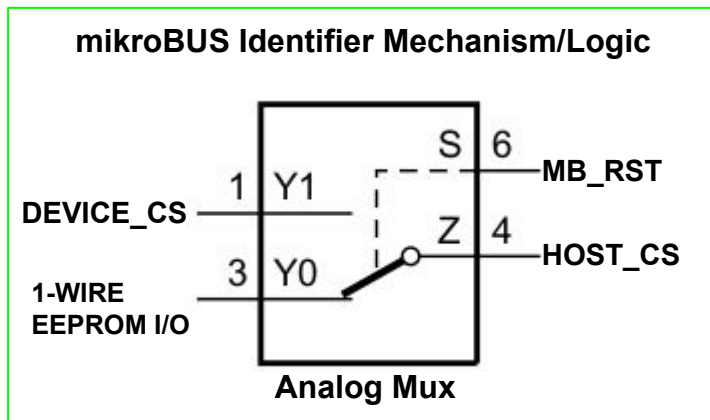 mikroBUS Identifier Mechanism/Logic
S 6
MB_RST
1 Y1
DEVICE_CS
Z 4
HOST_CS
3 Y0
1-WIRE
EEPROM I/O
Analog Mux